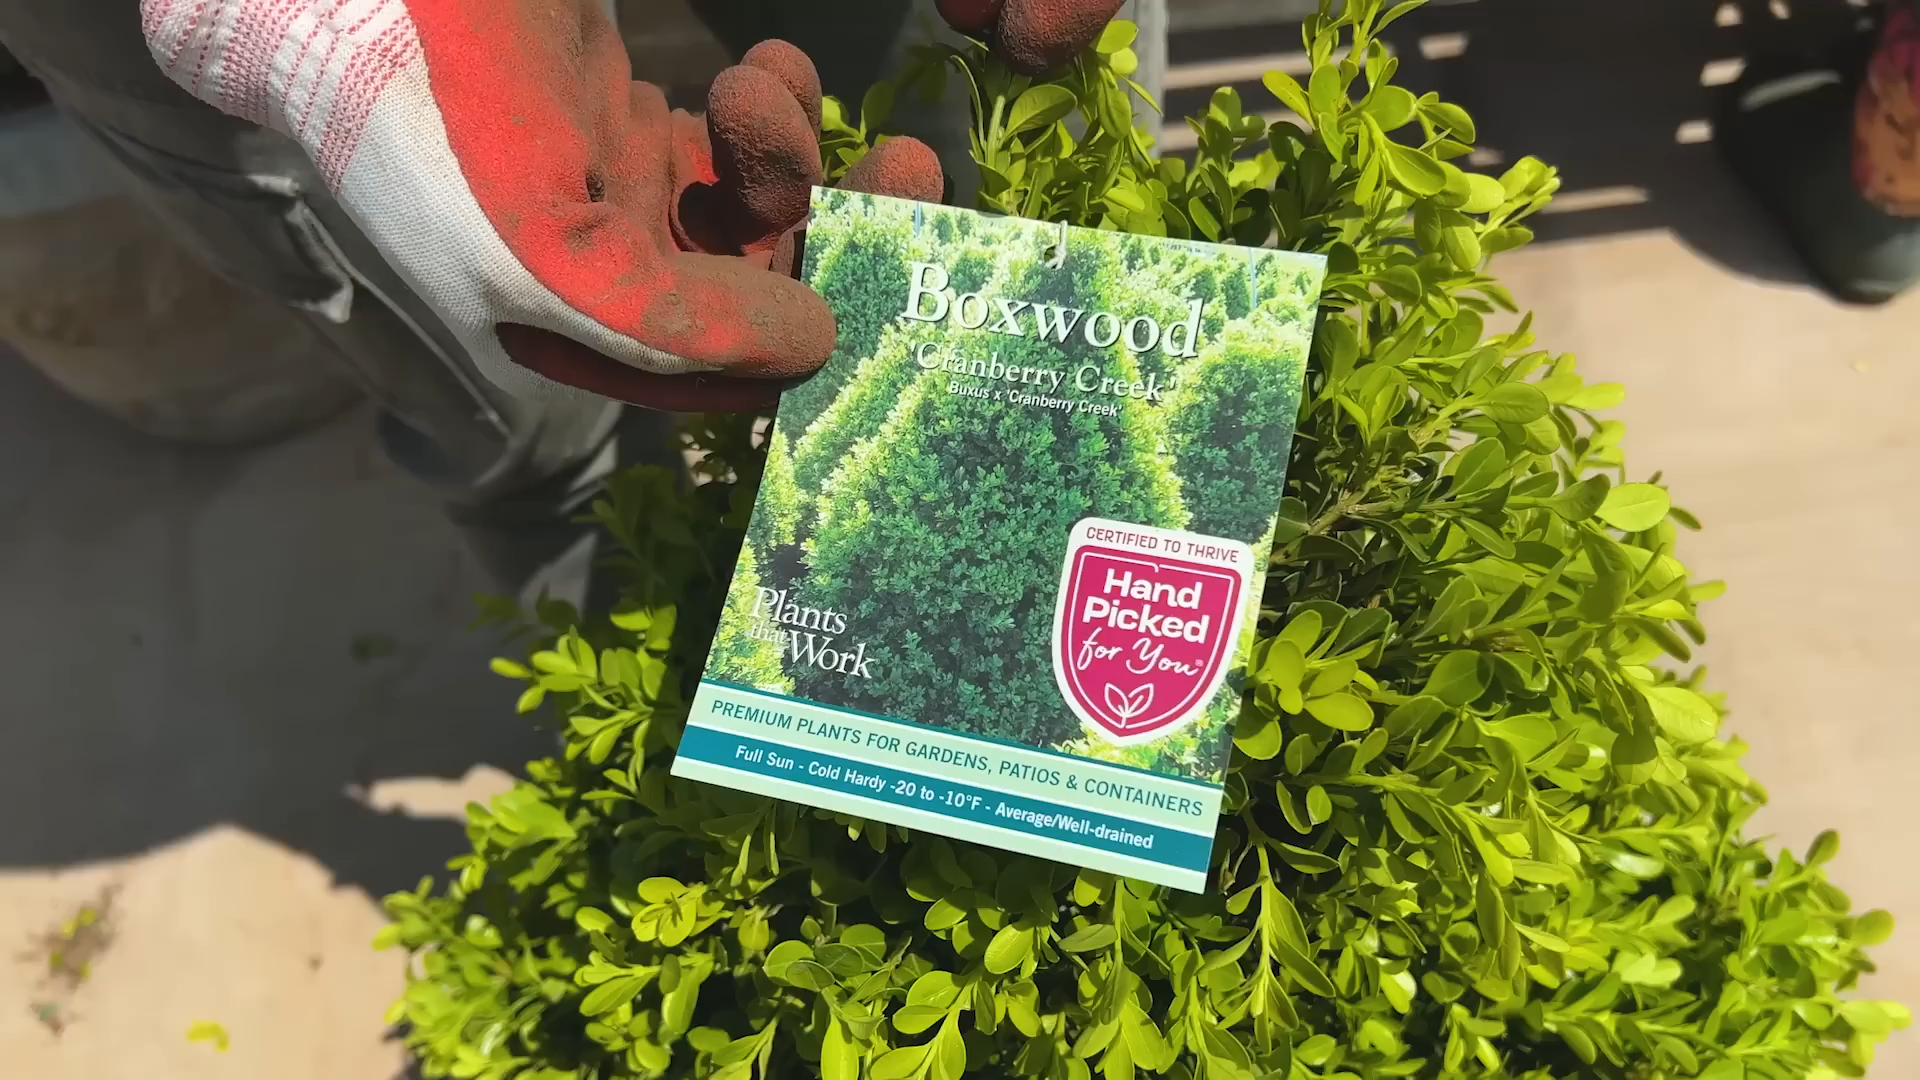 Boxwood
'Cranberry Creek'
Buxus x 'Cranberry Creek'
CERTIFIED TO THRIVE
Hand
Picked
for You®
Plants
that Work
PREMIUM PLANTS FOR GARDENS, PATIOS & CONTAINERS
Full Sun - Cold Hardy -20 to -10°F - Average/Well-drained